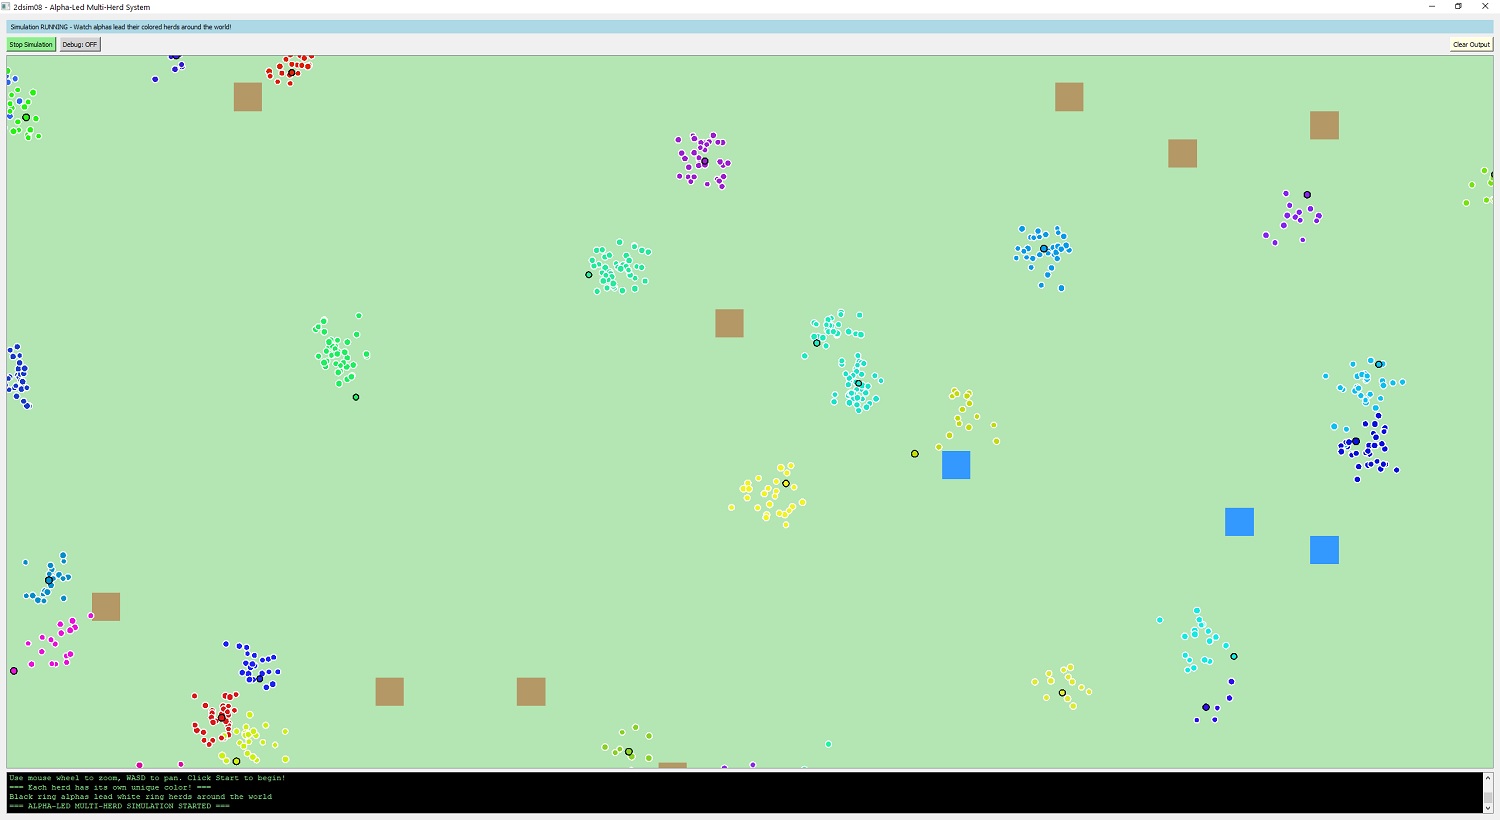 2dsim08 - Alpha-Led Multi-Herd System
Simulation RUNNING - Watch alphas lead their colored herds around the world!
Stop Simulation Debug: OFF Clear Output
Use mouse wheel to zoom, WASD to pan. Click Start to begin!
=== Each herd has its own unique color! ===
Black ring alphas lead white ring herds around the world
=== ALPHA-LED MULTI-HERD SIMULATION STARTED ===